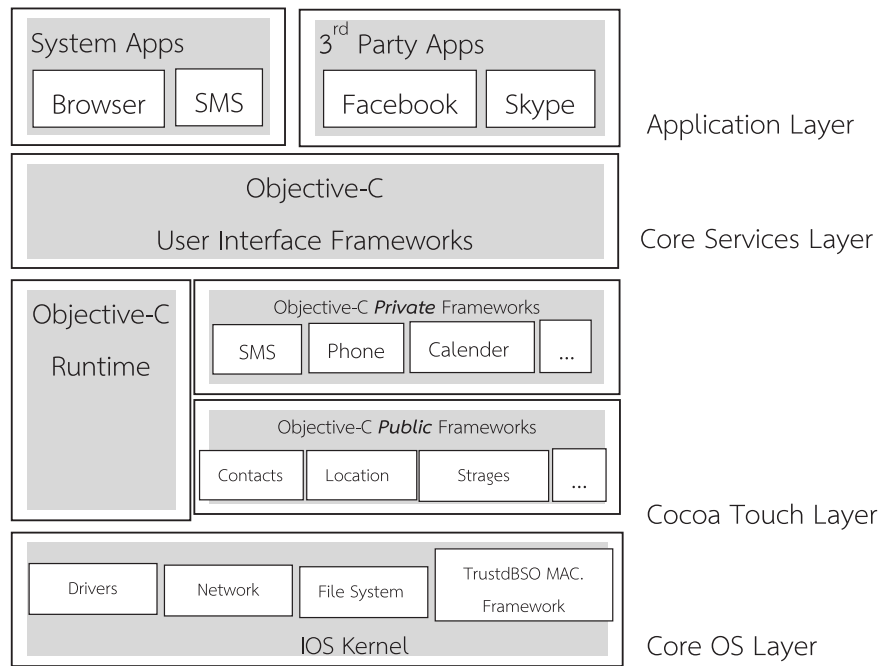 System Apps
Browser
SMS
3rd Party Apps
Facebook
Skype
Application Layer
Objective-C
User Interface Frameworks
Core Services Layer
Objective-C
Runtime
Objective-C Private Frameworks
SMS
Phone
Calender
...
Objective-C Public Frameworks
Contacts
Location
Strages
...
Cocoa Touch Layer
Drivers
Network
File System
TrustdBSO MAC.
Framework
IOS Kernel
Core OS Layer